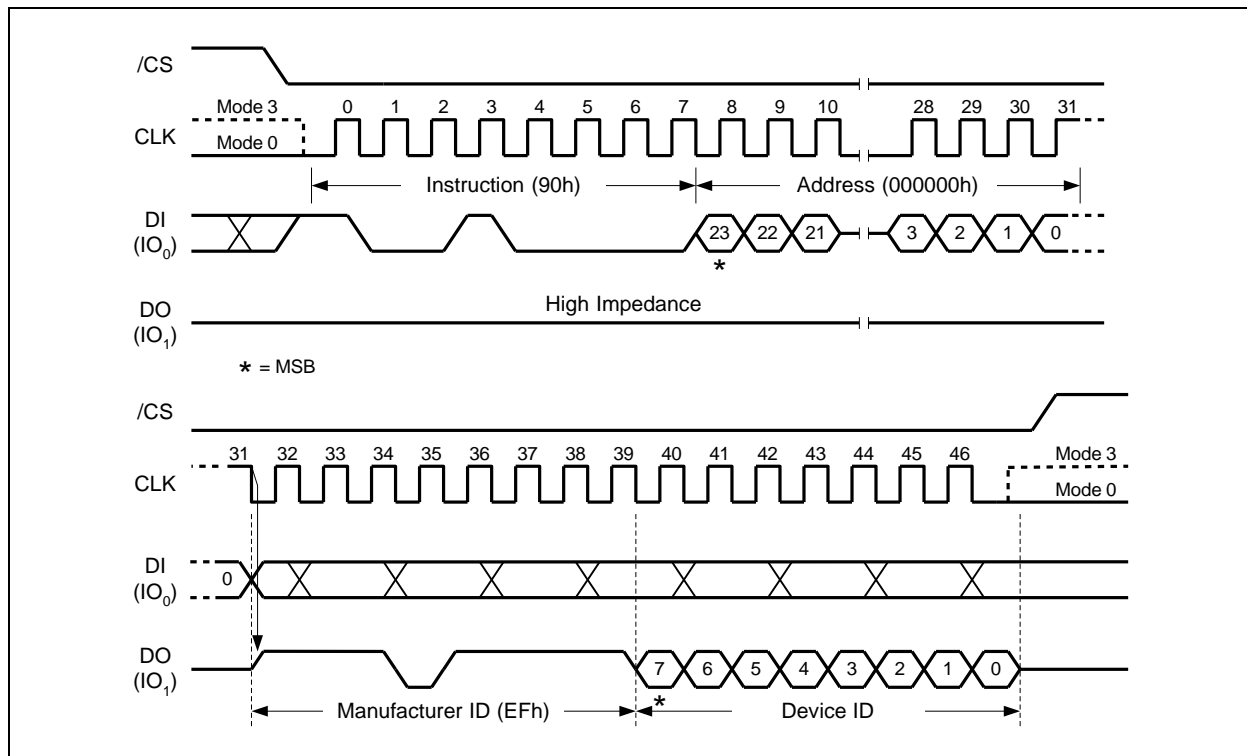 /CS
Mode 3
0 1 2 3 4 5 6 7 8 9 10 28 29 30 31
CLK
Mode 0
Instruction (90h) Address (000000h)
DI
(IO0)
23 22 21 3 2 1 0
*
High Impedance
DO
(IO1)
* = MSB
/CS
31 32 33 34 35 36 37 38 39 40 41 42 43 44 45 46
Mode 3
CLK
Mode 0
DI
(IO0)
0
DO
(IO1)
7 6 5 4 3 2 1 0
*
Manufacturer ID (EFh) Device ID